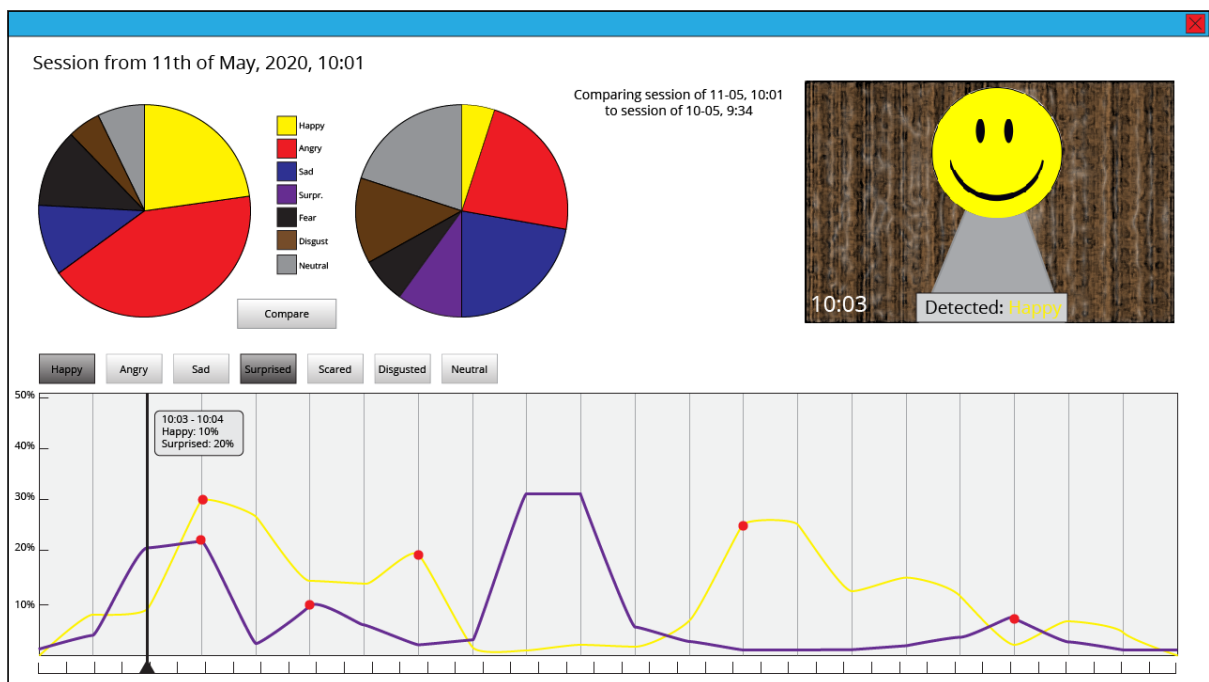 Session from 11th of May, 2020, 10:01
Comparing session of 11-05, 10:01
to session of 10-05, 9:34
Happy
Angry
Sad
Surpr.
Fear
Disgust
Neutral
Compare
10:03
Detected: Happy
Happy
Angry
Sad
Surprised
Scared
Disgusted
Neutral
50%
40%
30%
20%
10%
10:03 - 10:04
Happy: 10%
Surprised: 20%